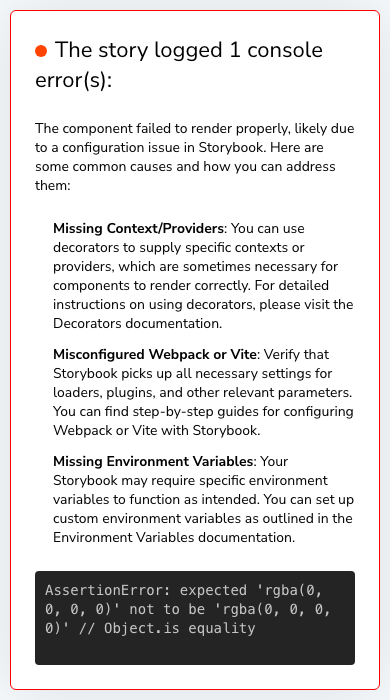 The story logged 1 console
error(s):
The component failed to render properly, likely due
to a configuration issue in Storybook. Here are
some common causes and how you can address
them:
Missing Context/Providers: You can use
decorators to supply specific contexts or
providers, which are sometimes necessary for
components to render correctly. For detailed
instructions on using decorators, please visit the
Decorators documentation.
Misconfigured Webpack or Vite: Verify that
Storybook picks up all necessary settings for
loaders, plugins, and other relevant parameters.
You can find step-by-step guides for configuring
Webpack or Vite with Storybook.
Missing Environment Variables: Your
Storybook may require specific environment
variables to function as intended. You can set up
custom environment variables as outlined in the
Environment Variables documentation.
AssertionError: expected 'rgba(0,
0, 0, 0)' not to be 'rgba(0, 0, 0,
0)' // Object.is equality